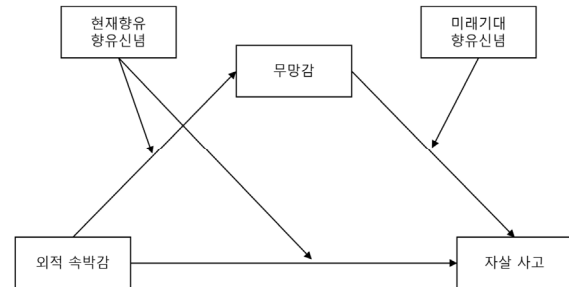 현재향유
향유신념
미래기대
향유신념
무망감
외적 속박감
자살 사고